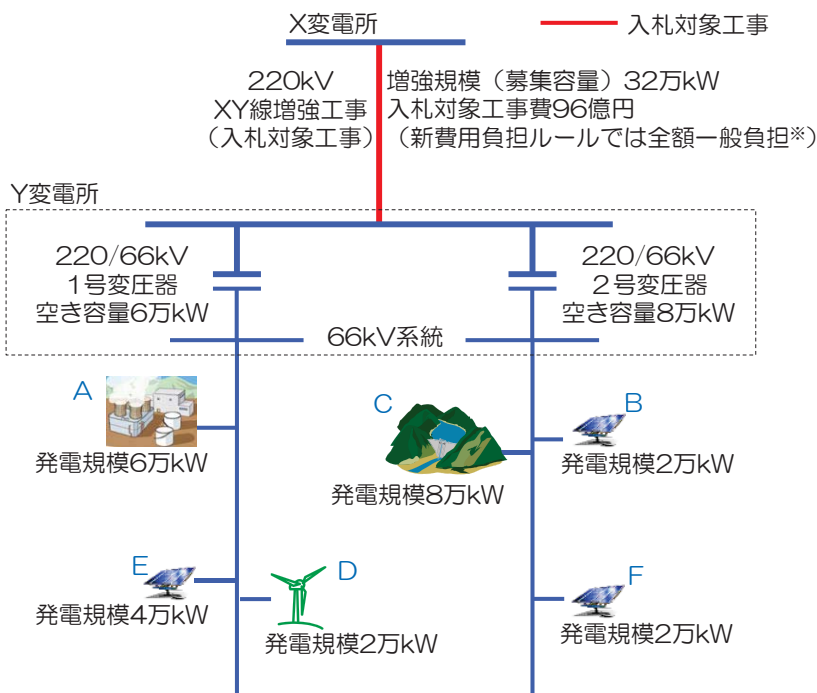 X変電所
入札対象工事
220kV
XY線増強工事
（入札対象工事）
増強規模（募集容量）32万kW
入札対象工事費96億円
（新費用負担ルールでは全額一般負担※）
Y変電所
220/66kV
1号変圧器
空き容量6万kW
220/66kV
2号変圧器
空き容量8万kW
66kV系統
A
発電規模6万kW
C
発電規模8万kW
B
発電規模2万kW
E
発電規模4万kW
D
発電規模2万kW
F
発電規模2万kW